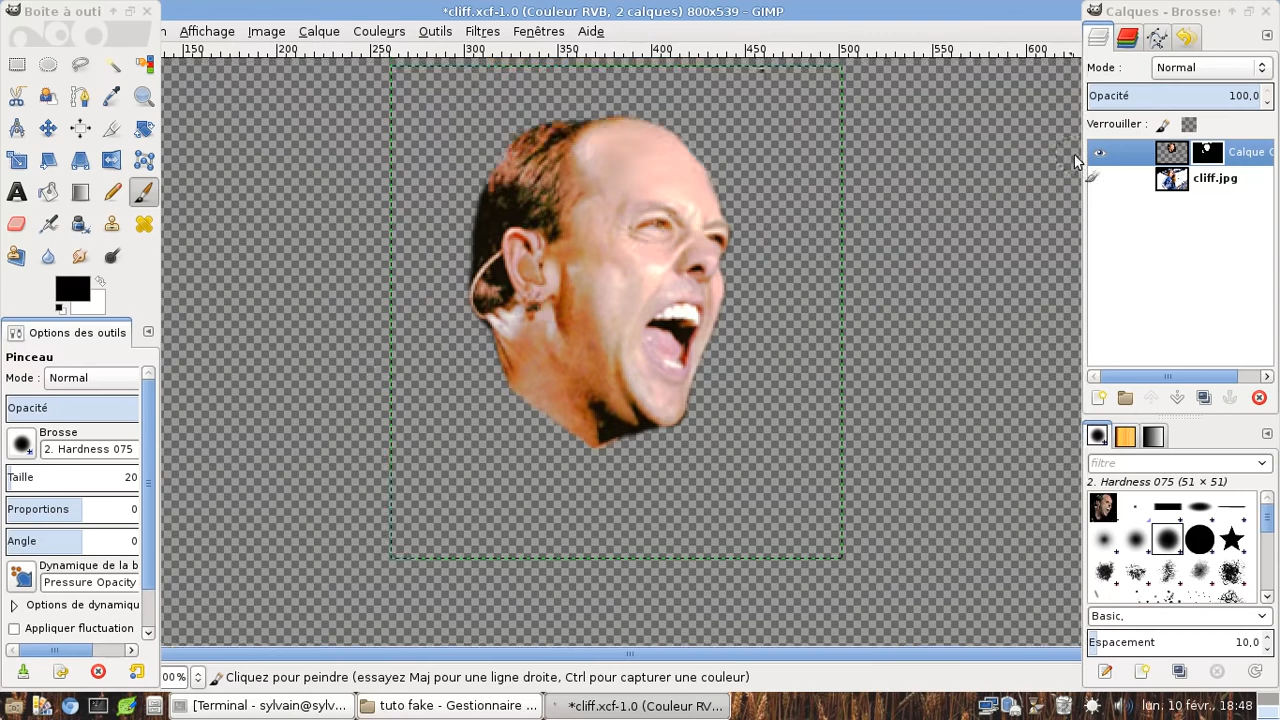 Boîte à outi
*cliff.xcf-1.0 (Couleur RVB, 2 calques) 800x539 – GIMP
Calques - Brosse
Affichage Image Calque Couleurs Outils Filtres Fenêtres Aide
150 200 250 300 350 400 450 500 550 600
Mode : Normal
Opacité 100,0
Verrouiller :
Calque C
cliff.jpg
Options des outils
Pinceau
Mode : Normal
Opacité
Brosse
2. Hardness 075
Taille 20
Proportions 0
Angle 0
Dynamique de la b
Pressure Opacity
Options de dynamiqu
Appliquer fluctuation
filtre
2. Hardness 075 (51 × 51)
Basic,
Espacement 10,0
00% Cliquez pour peindre (essayez Maj pour une ligne droite, Ctrl pour capturer une couleur)
[Terminal - sylvain@sylv... tuto fake - Gestionnaire ... *cliff.xcf-1.0 (Couleur RV... lun. 10 févr., 18:48